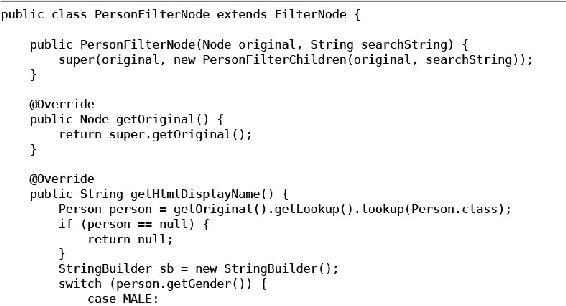 public class PersonFilterNode extends FilterNode {
public PersonFilterNode(Node original, String searchString) {
super(original, new PersonFilterChildren(original, searchString));
}
@Override
public Node getOriginal() {
return super.getOriginal();
}
@Override
public String getHtmlDisplayName() {
Person person = getOriginal().getLookup().lookup(Person.class);
if (person == null) {
return null;
}
StringBuilder sb = new StringBuilder();
switch (person.getGender()) {
case MALE: